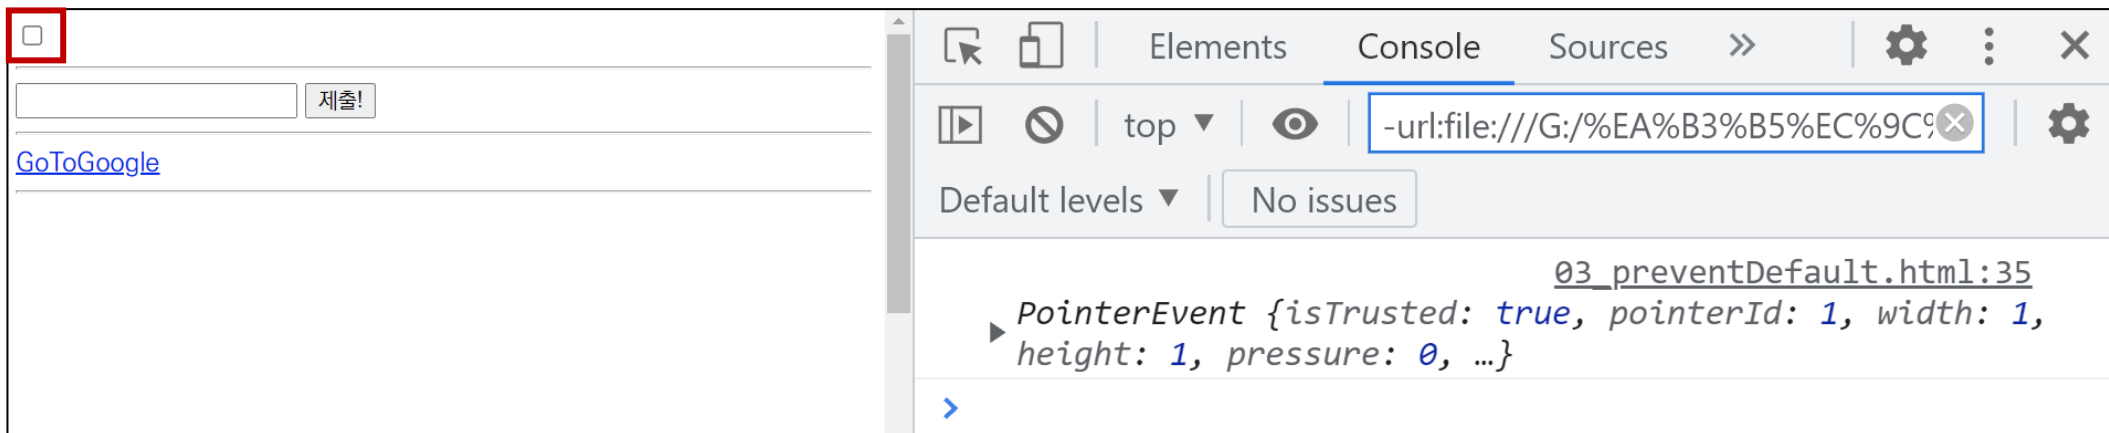 제출!
GoToGoogle
Elements Console Sources
top -url:file:///G:/%EA%B3%B5%EC%9C%
Default levels No issues
03_preventDefault.html:35
PointerEvent {isTrusted: true, pointerId: 1, width: 1,
height: 1, pressure: 0, …}